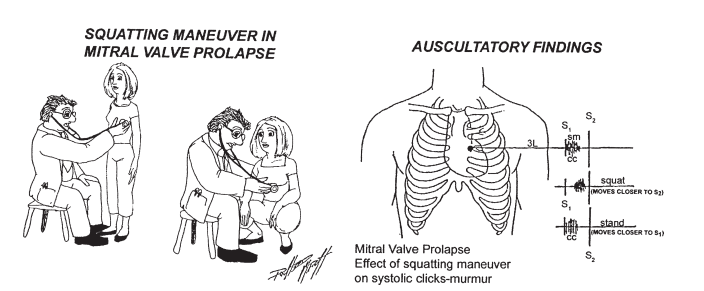 SQUATTING MANEUVER IN
MITRAL VALVE PROLAPSE
AUSCULTATORY FINDINGS
3L
S1
sm
cc
S2
squat
(MOVES CLOSER TO S2)
S1
cc
stand
(MOVES CLOSER TO S1)
S2
Mitral Valve Prolapse
Effect of squatting maneuver
on systolic clicks-murmur